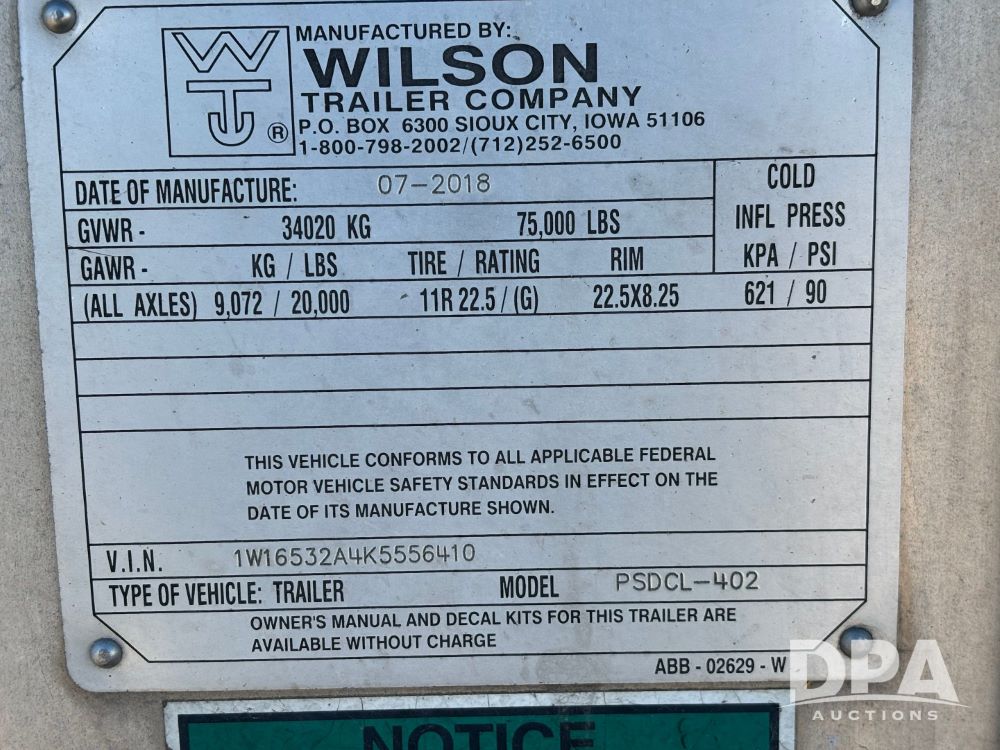 MANUFACTURED BY:
WILSON
TRAILER COMPANY
P.O. BOX 6300 SIOUX CITY, IOWA 51106
1-800-798-2002/(712)252-6500
WT ®
DATE OF MANUFACTURE: 07-2018
COLD
INFL PRESS
KPA / PSI
GVWR - 34020 KG 75,000 LBS
GAWR - KG / LBS TIRE / RATING RIM
(ALL AXLES) 9,072 / 20,000 11R 22.5 / (G) 22.5X8.25 621 / 90
THIS VEHICLE CONFORMS TO ALL APPLICABLE FEDERAL
MOTOR VEHICLE SAFETY STANDARDS IN EFFECT ON THE
DATE OF ITS MANUFACTURE SHOWN.
V.I.N. 1W16532A4K5556410
TYPE OF VEHICLE: TRAILER MODEL PSDCL-402
OWNER'S MANUAL AND DECAL KITS FOR THIS TRAILER ARE
AVAILABLE WITHOUT CHARGE
ABB - 02629 - W
DPA
AUCTIONS
NOTICE